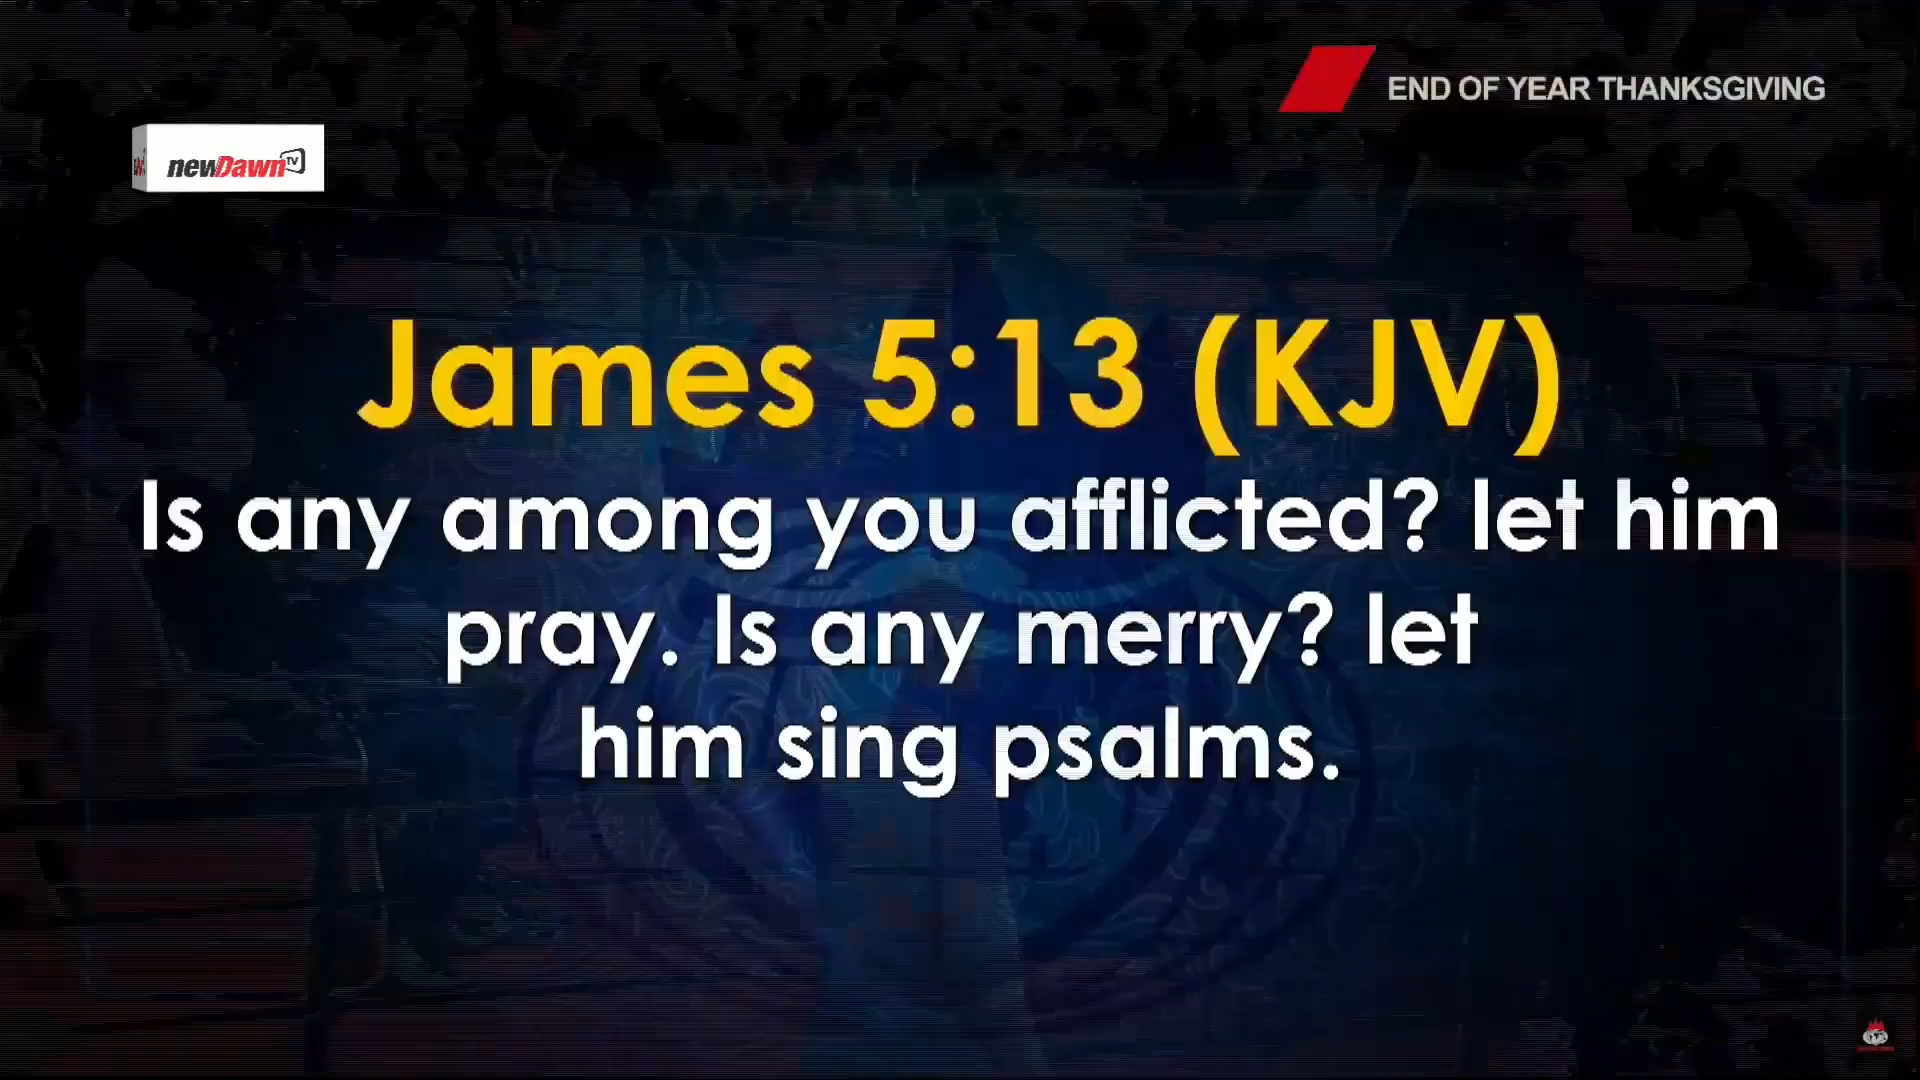 END OF YEAR THANKSGIVING
newDawn TV
James 5:13 (KJV)
Is any among you afflicted? let him
pray. Is any merry? let
him sing psalms.